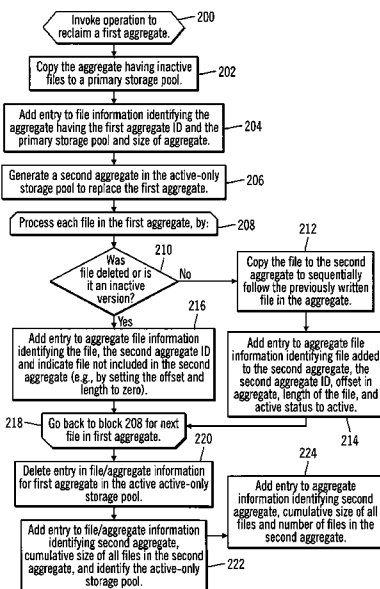 Invoke operation to
reclaim a first aggregate.
200
Copy the aggregate having inactive
files to a primary storage pool.
202
Add entry to file information identifying the
aggregate having the first aggregate ID and the
primary storage pool and size of aggregate.
204
Generate a second aggregate in the active-only
storage pool to replace the first aggregate.
206
Process each file in the first aggregate, by:
208
210
Was
file deleted or is
it an inactive
version?
No
Yes
212
Copy the file to the second
aggregate to sequentially
follow the previously written
file in the aggregate.
216
Add entry to aggregate file information
identifying the file, the second aggregate ID
and indicate file not included in the second
aggregate (e.g., by setting the offset and
length to zero).
Add entry to aggregate file
information identifying file added
to the second aggregate, the
second aggregate ID, offset in
aggregate, length of the file, and
active status to active.
214
218
Go back to block 208 for next
file in first aggregate.
220
Delete entry in file/aggregate information
for first aggregate in the active active-only
storage pool.
224
Add entry to aggregate
information identifying second
aggregate, cumulative size of all
files and number of files in the
second aggregate.
Add entry to file/aggregate information
identifying second aggregate,
cumulative size of all files in the second
aggregate, and identify the active-only
storage pool.
222